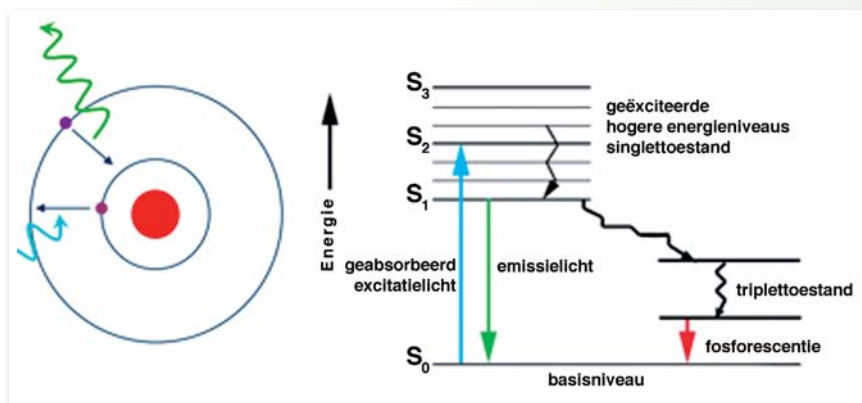 S3
geëxciteerde
hogere energieniveaus
singlettoestand
S2
S1
Energie
geabsorbeerd
excitatielicht
emissielicht
triplettoestand
fosforescentie
S0
basisniveau